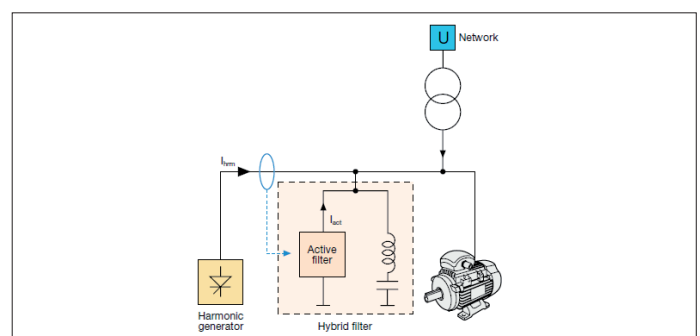 U
Network
Ihrm
Iact
Active
filter
Harmonic
generator
Hybrid filter